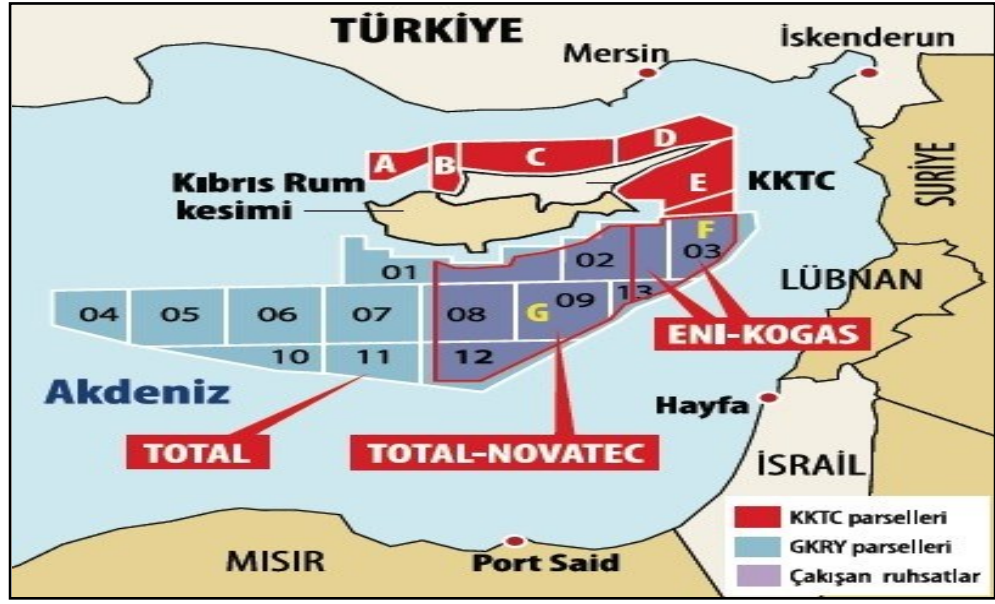 TÜRKİYE
Mersin
İskenderun
A
B
C
D
E
KKTC
SURİYE
Kıbrıs Rum
kesimi
F
01
02
03
LÜBNAN
04
05
06
07
08
G
09
13
ENI-KOGAS
10
11
12
Akdeniz
Hayfa
TOTAL
TOTAL-NOVATEC
İSRAİL
KKTC parselleri
GKRY parselleri
Çakışan ruhsatlar
MISIR
Port Said